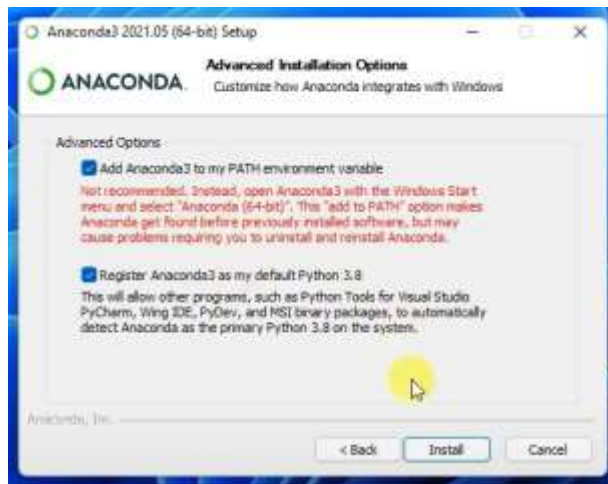 Anaconda3 2021.05 (64-bit) Setup
ANACONDA.
Advanced Installation Options
Customize how Anaconda integrates with Windows
Advanced Options
Add Anaconda3 to my PATH environment variable
Not recommended. Instead, open Anaconda3 with the Windows Start
menu and select "Anaconda (64-bit)". This "add to PATH" option makes
Anaconda get found before previously installed software, but may
cause problems requiring you to uninstall and reinstall Anaconda.
Register Anaconda3 as my default Python 3.8
This will allow other programs, such as Python Tools for Visual Studio
PyCharm, Wing IDE, PyDev, and MSI binary packages, to automatically
detect Anaconda as the primary Python 3.8 on the system.
Anaconda, Inc.
< Back
Install
Cancel